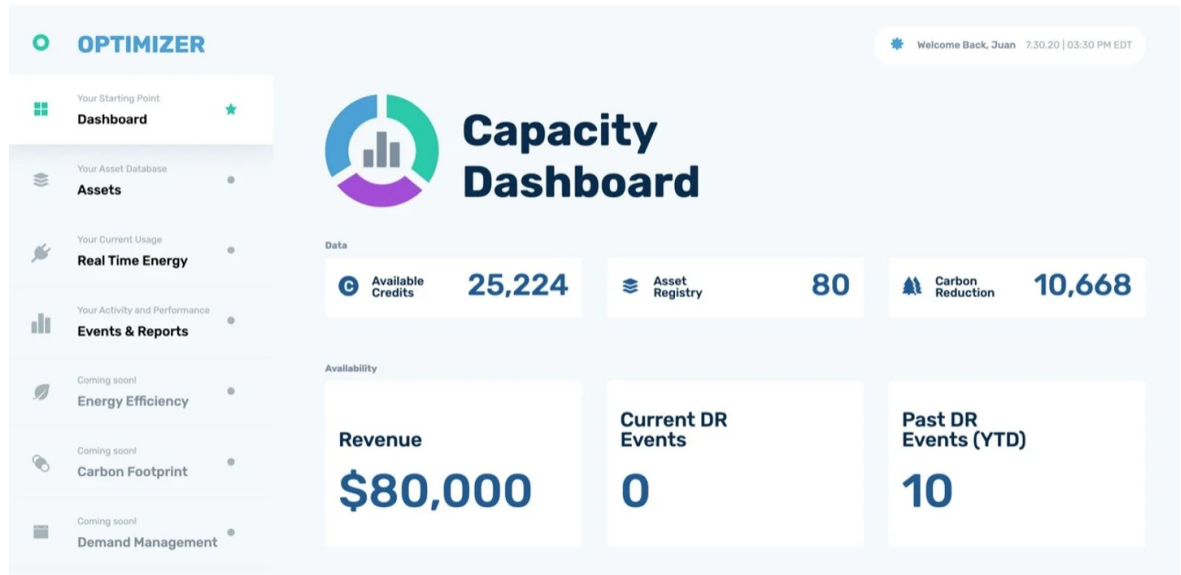 OPTIMIZER
Welcome Back, Juan 7.30.20 | 03:30 PM EDT
Your Starting Point
Dashboard
Your Asset Database
Assets
Your Current Usage
Real Time Energy
Your Activity and Performance
Events & Reports
Coming soon!
Energy Efficiency
Coming soon!
Carbon Footprint
Coming soon!
Demand Management
Capacity
Dashboard
Data
Available
Credits
25,224
Asset
Registry
80
Carbon
Reduction
10,668
Availability
Revenue
$80,000
Current DR
Events
0
Past DR
Events (YTD)
10